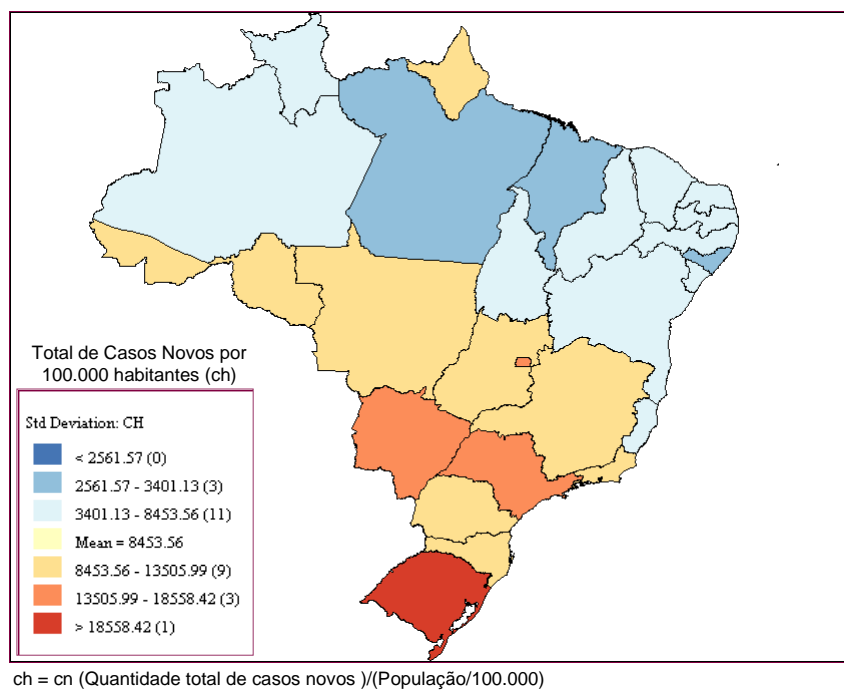 Total de Casos Novos por
100.000 habitantes (ch)
Std Deviation: CH
< 2561.57 (0)
2561.57 - 3401.13 (3)
3401.13 - 8453.56 (11)
Mean = 8453.56
8453.56 - 13505.99 (9)
13505.99 - 18558.42 (3)
> 18558.42 (1)
ch = cn (Quantidade total de casos novos )/(População/100.000)